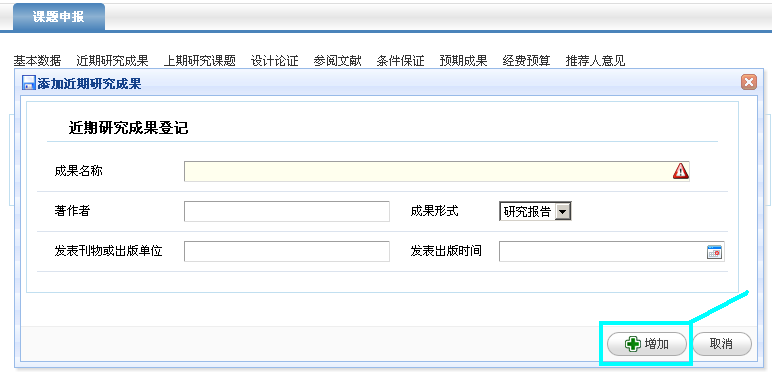 课题申报
基本数据 近期研究成果 上期研究课题 设计论证 参阅文献 条件保证 预期成果 经费预算 推荐人意见
添加近期研究成果
近期研究成果登记
成果名称
著作者 成果形式 研究报告
发表刊物或出版单位 发表出版时间
增加 取消